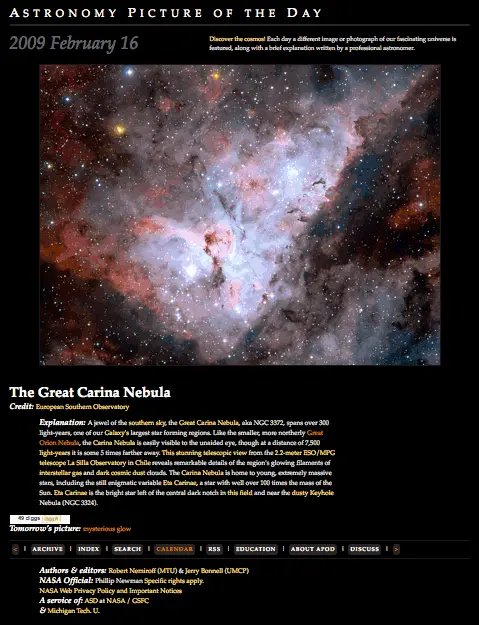 Astronomy Picture of the Day
2009 February 16
Discover the cosmos! Each day a different image or photograph of our fascinating universe is
featured, along with a brief explanation written by a professional astronomer.
The Great Carina Nebula
Credit: European Southern Observatory
Explanation: A jewel of the southern sky, the Great Carina Nebula, aka NGC 3372, spans over 300
light-years, one of our Galaxy's largest star forming regions. Like the smaller, more northerly Great
Orion Nebula, the Carina Nebula is easily visible to the unaided eye, though at a distance of 7,500
light-years it is some 5 times farther away. This stunning telescopic view from the 2.2-meter ESO/MPG
telescope La Silla Observatory in Chile reveals remarkable details of the region's glowing filaments of
interstellar gas and dark cosmic dust clouds. The Carina Nebula is home to young, extremely massive
stars, including the still enigmatic variable Eta Carinae, a star with well over 100 times the mass of the
Sun. Eta Carinae is the bright star left of the central dark notch in this field and near the dusty Keyhole
Nebula (NGC 3324).
49 diggs digg it
Tomorrow's picture: mysterious glow
< | ARCHIVE | INDEX | SEARCH | CALENDAR | RSS | EDUCATION | ABOUT APOD | DISCUSS | >
Authors & editors: Robert Nemiroff (MTU) & Jerry Bonnell (UMCP)
NASA Official: Phillip Newman Specific rights apply.
NASA Web Privacy Policy and Important Notices
A service of: ASD at NASA / GSFC
& Michigan Tech. U.